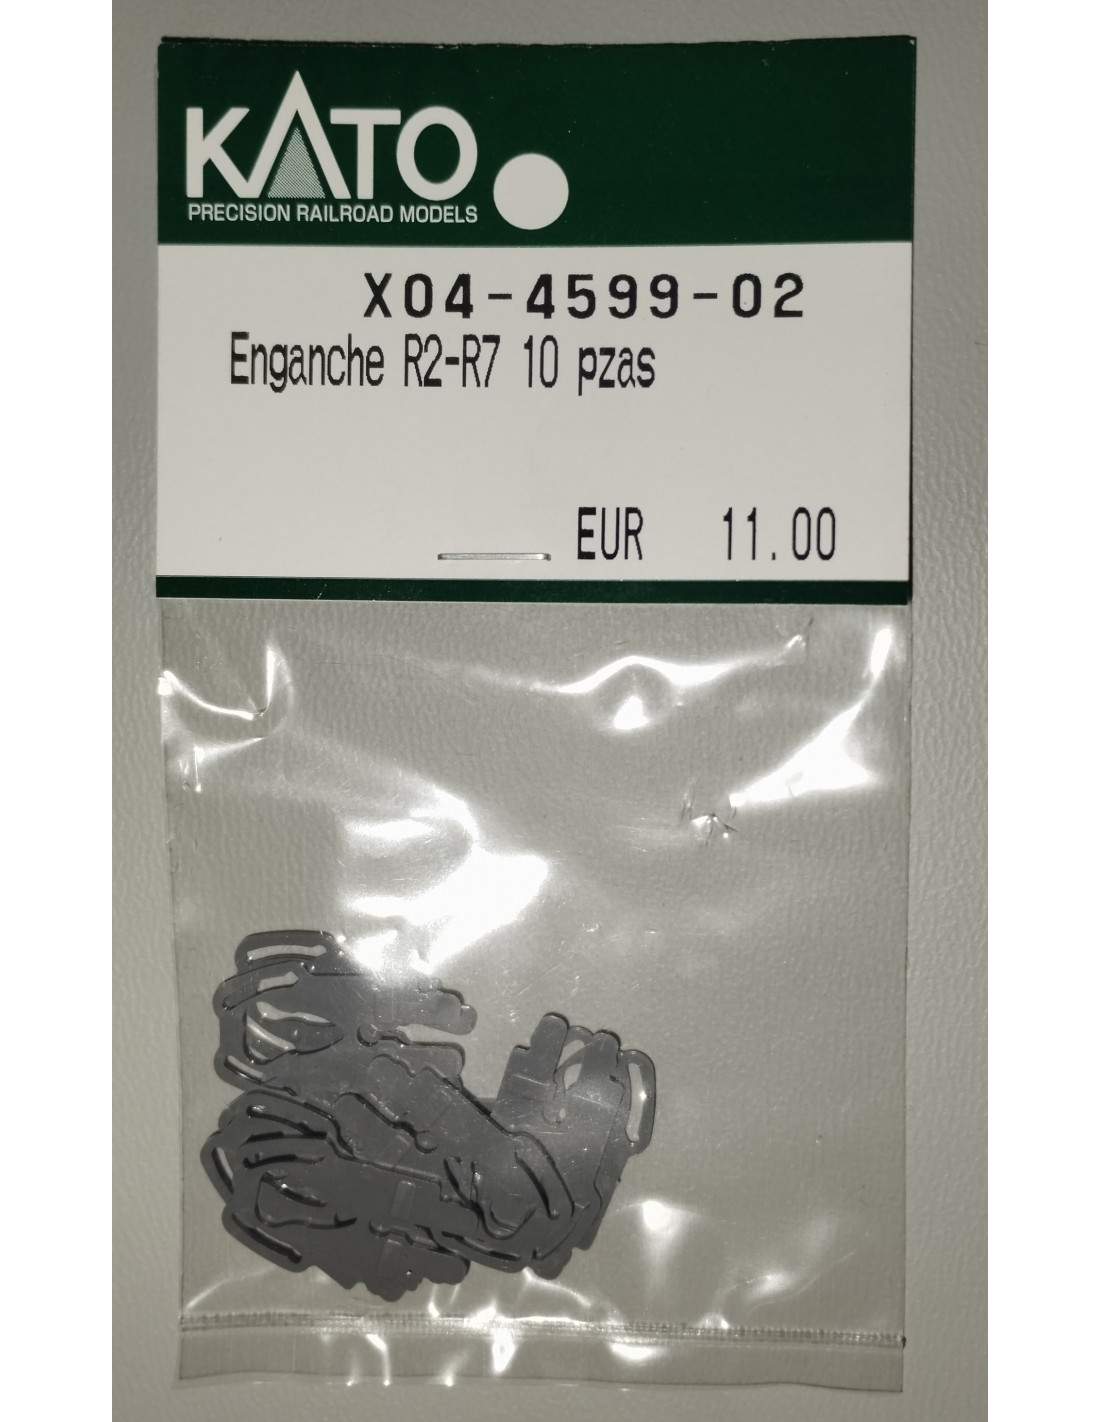 KATO
PRECISION RAILROAD MODELS
X04-4599-02
Enganche R2-R7 10 pzas
EUR 11.00